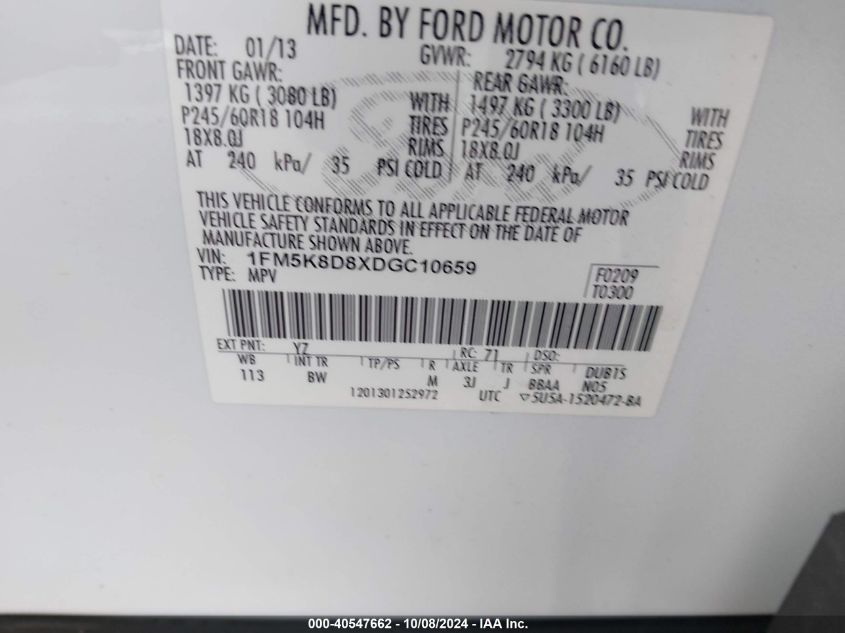 MFD. BY FORD MOTOR CO.
DATE: 01/13 GVWR: 2794 KG ( 6160 LB)
FRONT GAWR: REAR GAWR:
1397 KG ( 3080 LB) WITH 1497 KG ( 3300 LB) WITH
P245/60R18 104H TIRES P245/60R18 104H TIRES
18X8.0J RIMS 18X8.0J RIMS
AT 240 kPa/ 35 PSI COLD AT 240 kPa/ 35 PSI COLD
THIS VEHICLE CONFORMS TO ALL APPLICABLE FEDERAL MOTOR
VEHICLE SAFETY STANDARDS IN EFFECT ON THE DATE OF
MANUFACTURE SHOWN ABOVE.
VIN: 1FM5K8D8XDGC10659
TYPE: MPV F0209
T0300
EXT PNT: YZ RC: 71 DSO:
WB INT TR TP/PS R AXLE TR SPR DUBTS
113 BW M 3J J BBAA N05
1201301252972 UTC ▽5U5A-1520472-BA
000-40547662 - 10/08/2024 - IAA Inc.